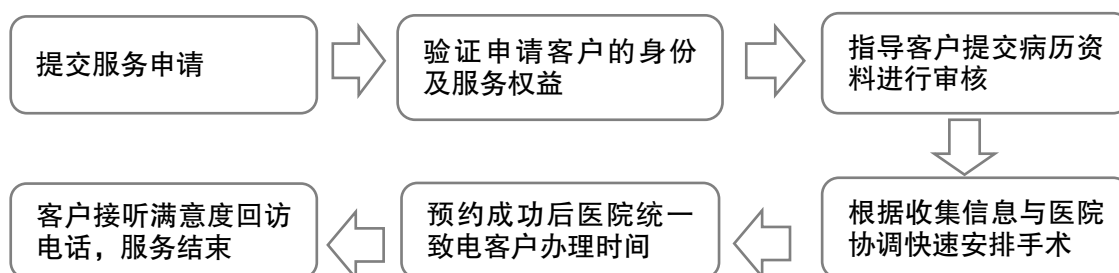 提交服务申请
验证申请客户的身份
及服务权益
指导客户提交病历资
料进行审核
根据收集信息与医院
协调快速安排手术
预约成功后医院统一
致电客户办理时间
客户接听满意度回访
电话，服务结束